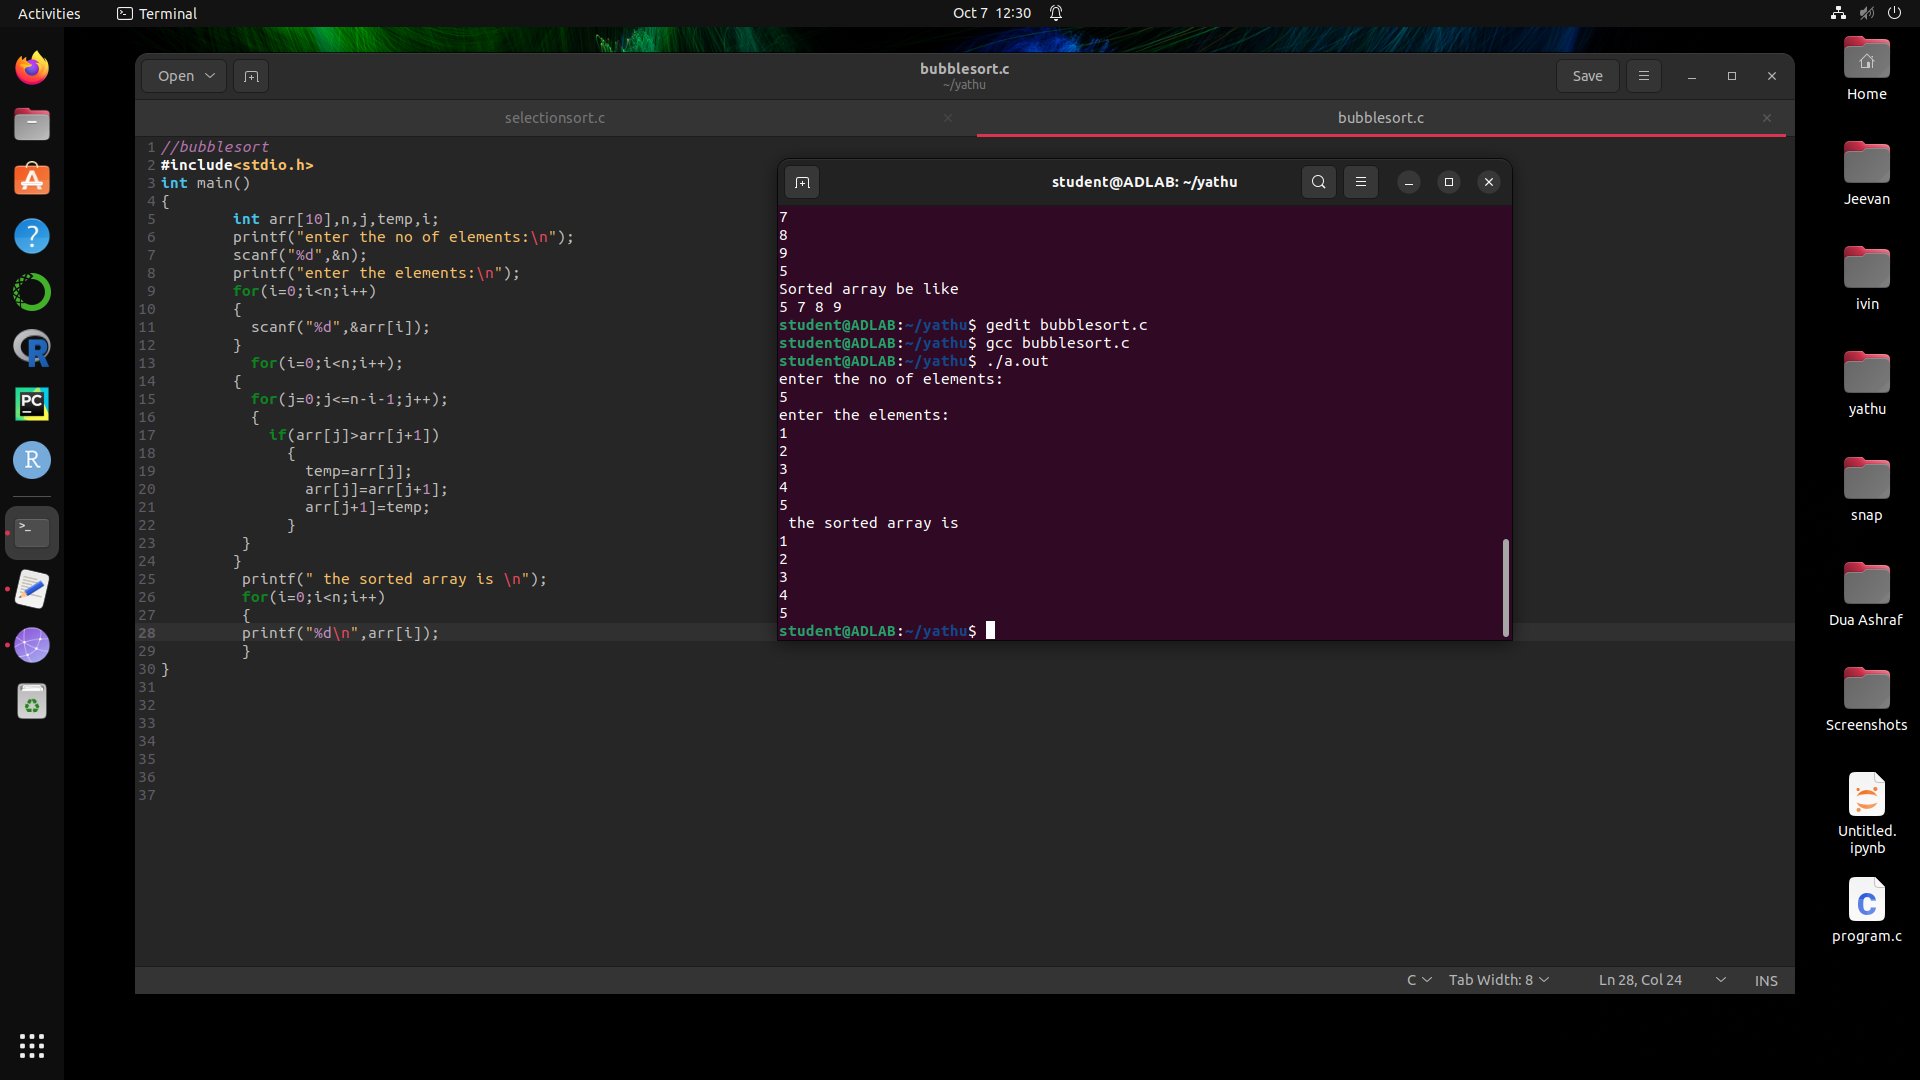 Activities
Terminal
Oct 7 12:30
Open
bubblesort.c
~/yathu
Save
selectionsort.c
bubblesort.c
1 //bubblesort
2 #include<stdio.h>
3 int main()
4 {
5         int arr[10],n,j,temp,i;
6         printf("enter the no of elements:\n");
7         scanf("%d",&n);
8         printf("enter the elements:\n");
9         for(i=0;i<n;i++)
10         {
11           scanf("%d",&arr[i]);
12         }
13           for(i=0;i<n;i++);
14         {
15           for(j=0;j<=n-i-1;j++);
16           {
17             if(arr[j]>arr[j+1])
18               {
19                 temp=arr[j];
20                 arr[j]=arr[j+1];
21                 arr[j+1]=temp;
22               }
23          }
24         }
25          printf(" the sorted array is \n");
26          for(i=0;i<n;i++)
27          {
28          printf("%d\n",arr[i]);
29          }
30 }
31
32
33
34
35
36
37
student@ADLAB: ~/yathu
7
8
9
5
Sorted array be like
5 7 8 9
student@ADLAB:~/yathu$ gedit bubblesort.c
student@ADLAB:~/yathu$ gcc bubblesort.c
student@ADLAB:~/yathu$ ./a.out
enter the no of elements:
5
enter the elements:
1
2
3
4
5
 the sorted array is
1
2
3
4
5
student@ADLAB:~/yathu$
C
Tab Width: 8
Ln 28, Col 24
INS
Home
Jeevan
ivin
yathu
snap
Dua Ashraf
Screenshots
Untitled.
ipynb
C
program.c
?
R
PC
R
>_